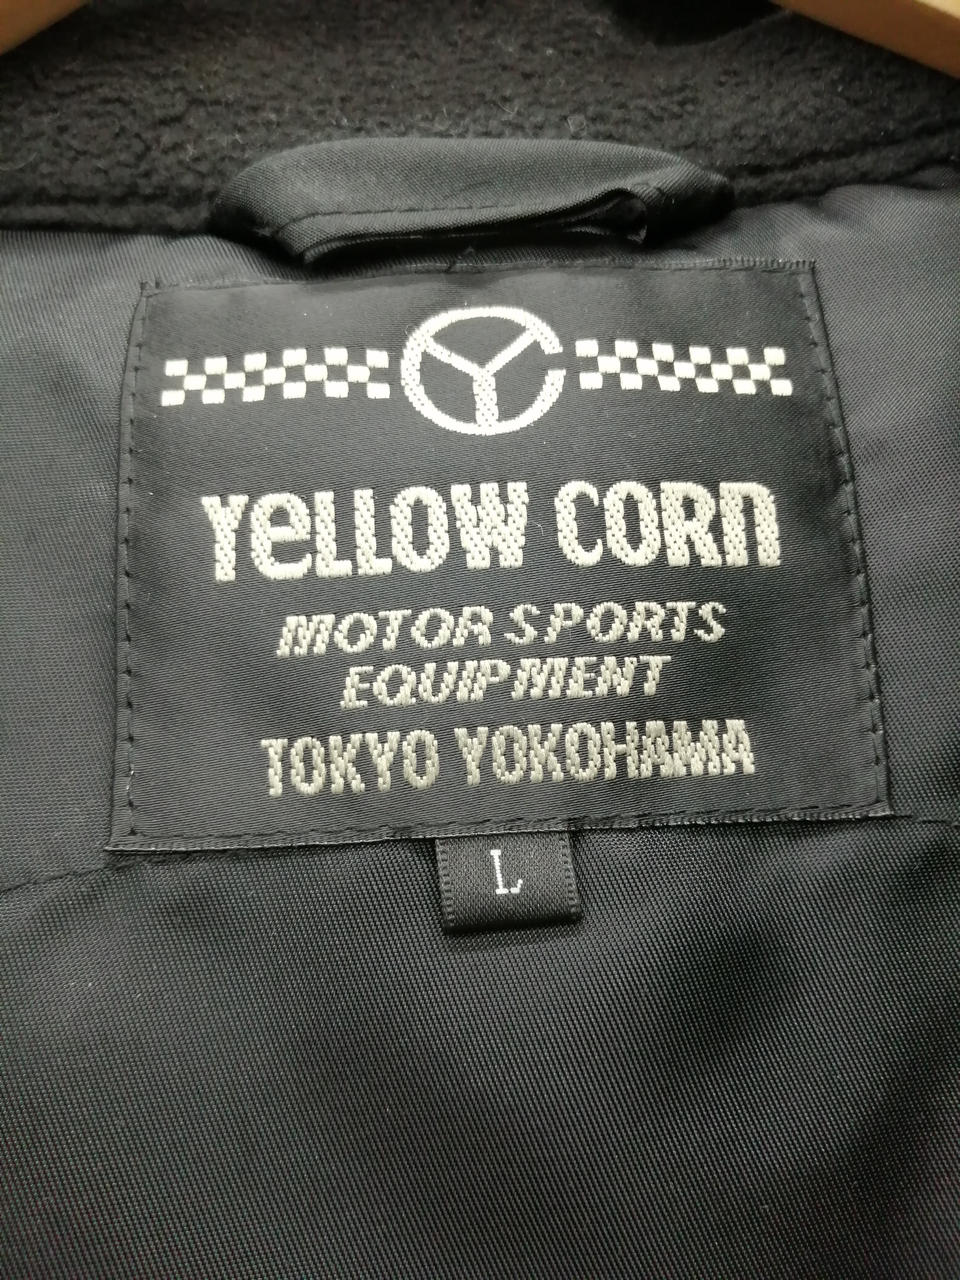 YELLOW CORN
MOTOR SPORTS
EQUIPMENT
TOKYO YOKOHAMA
L